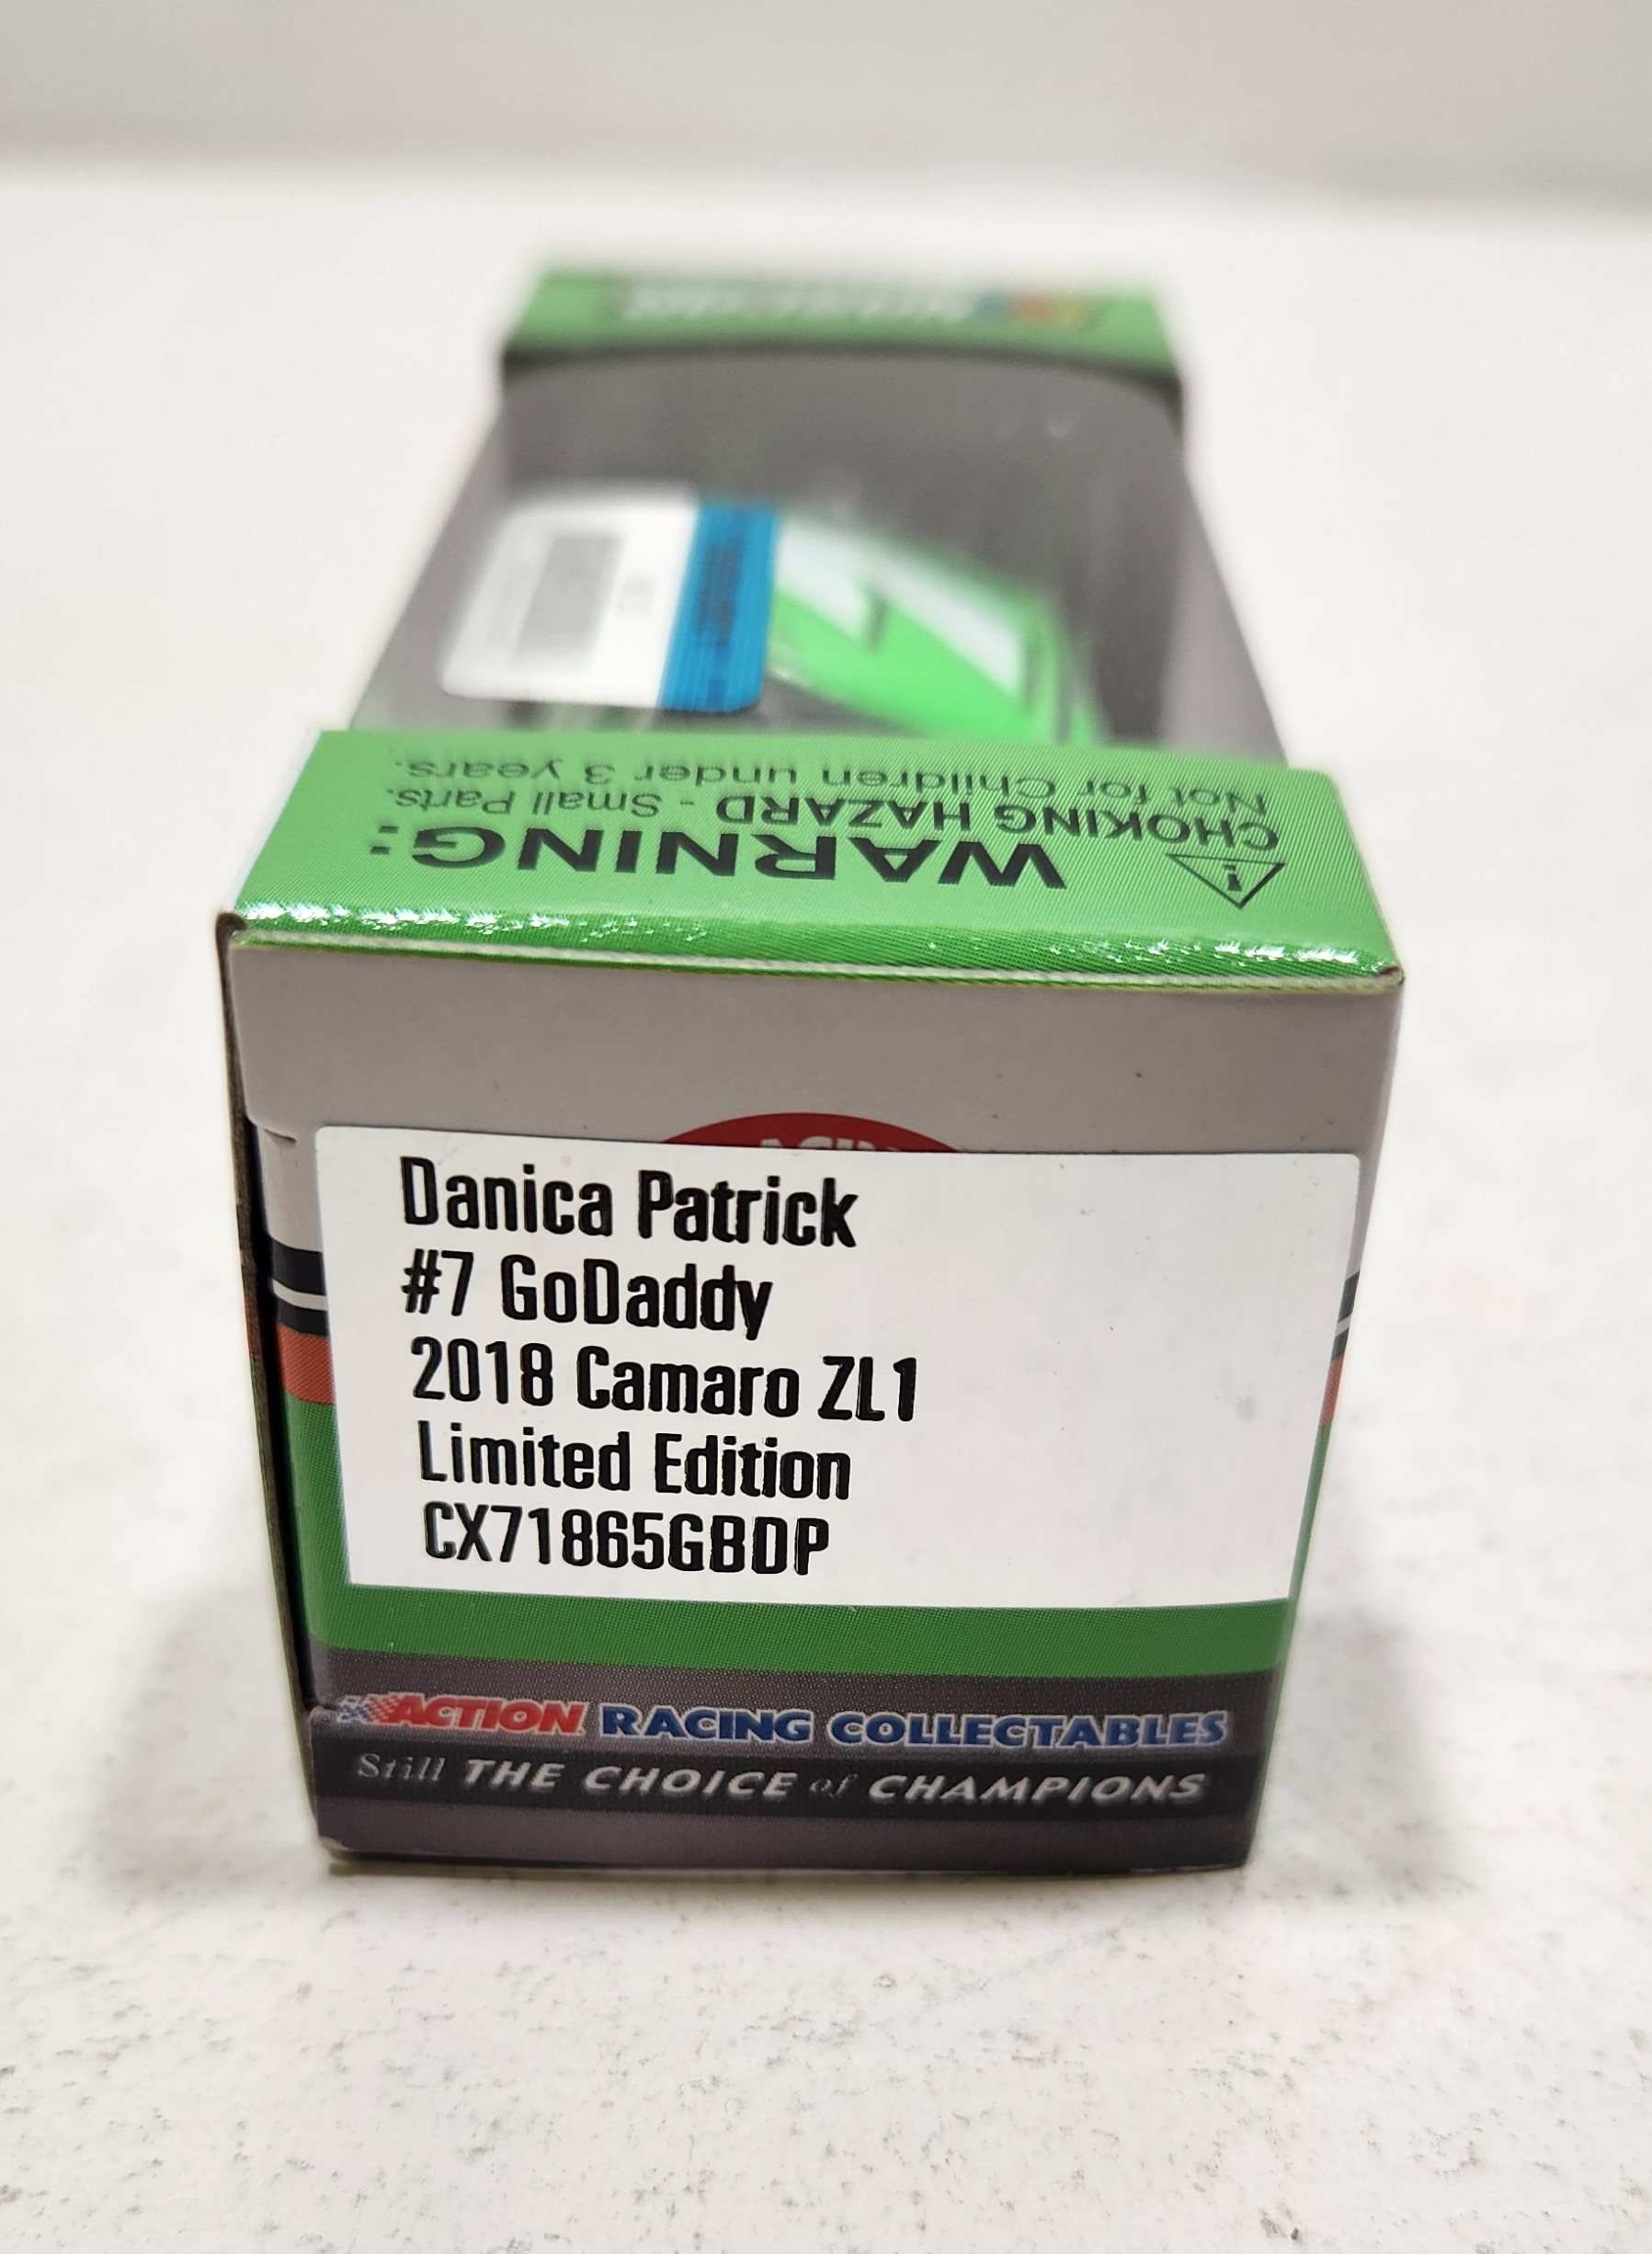 WARNING:
CHOKING HAZARD - Small Parts.
Not for Children under 3 years.
Danica Patrick
#7 GoDaddy
2018 Camaro ZL1
Limited Edition
CX71865GBDP
ACTION RACING COLLECTABLES
Still THE CHOICE of CHAMPIONS